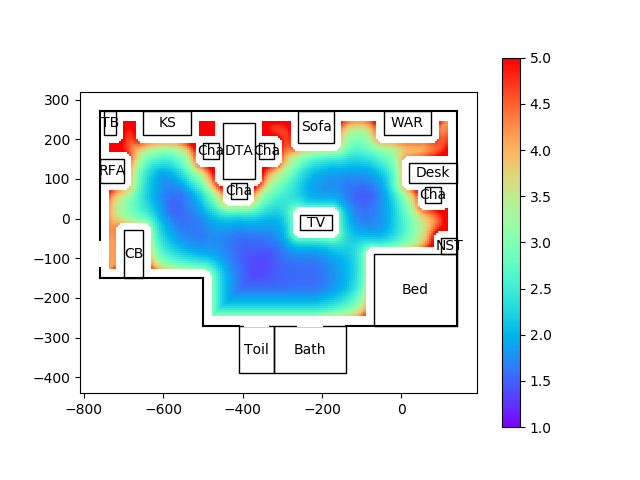 5.0
4.5
4.0
3.5
3.0
2.5
2.0
1.5
1.0
300
200
100
0
−100
−200
−300
−400
TB KS Sofa WAR
Cha DTA Cha
RFA Cha Desk
Cha
TV
CB NST
Bed
Toil Bath
−800 −600 −400 −200 0